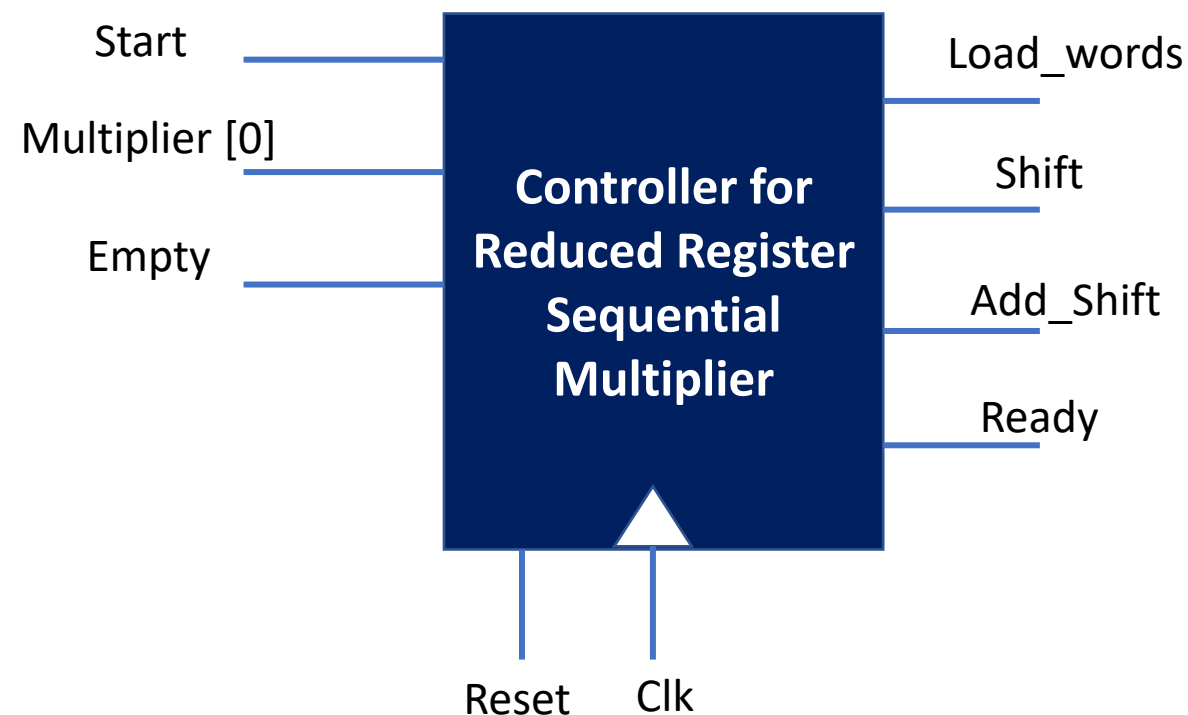 Start
Multiplier [0]
Empty
Controller for
Reduced Register
Sequential
Multiplier
Load_words
Shift
Add_Shift
Ready
Reset
Clk